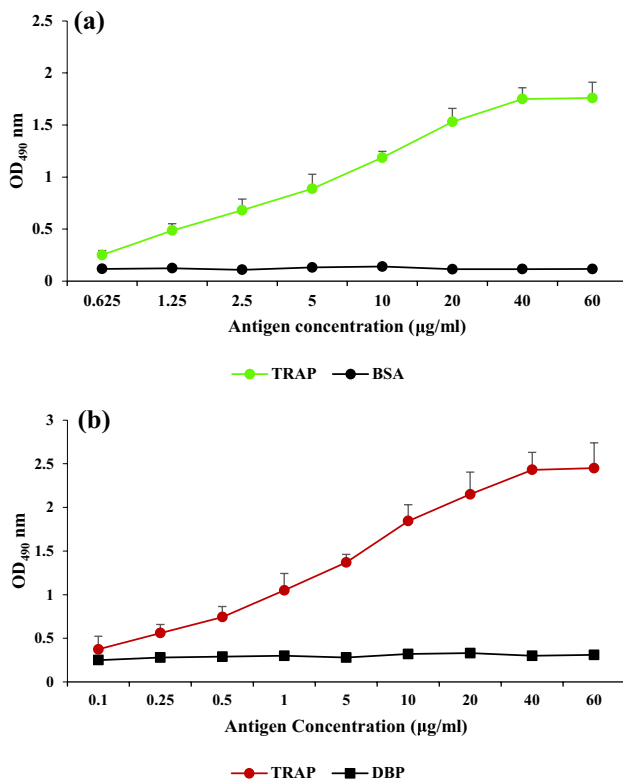 (a)
2.5
2
1.5
1
0.5
0
OD490 nm
0.625 1.25 2.5 5 10 20 40 60
Antigen concentration (µg/ml)
TRAP BSA
(b)
3
2.5
2
1.5
1
0.5
0
OD490 nm
0.1 0.25 0.5 1 5 10 20 40 60
Antigen Concentration (µg/ml)
TRAP DBP